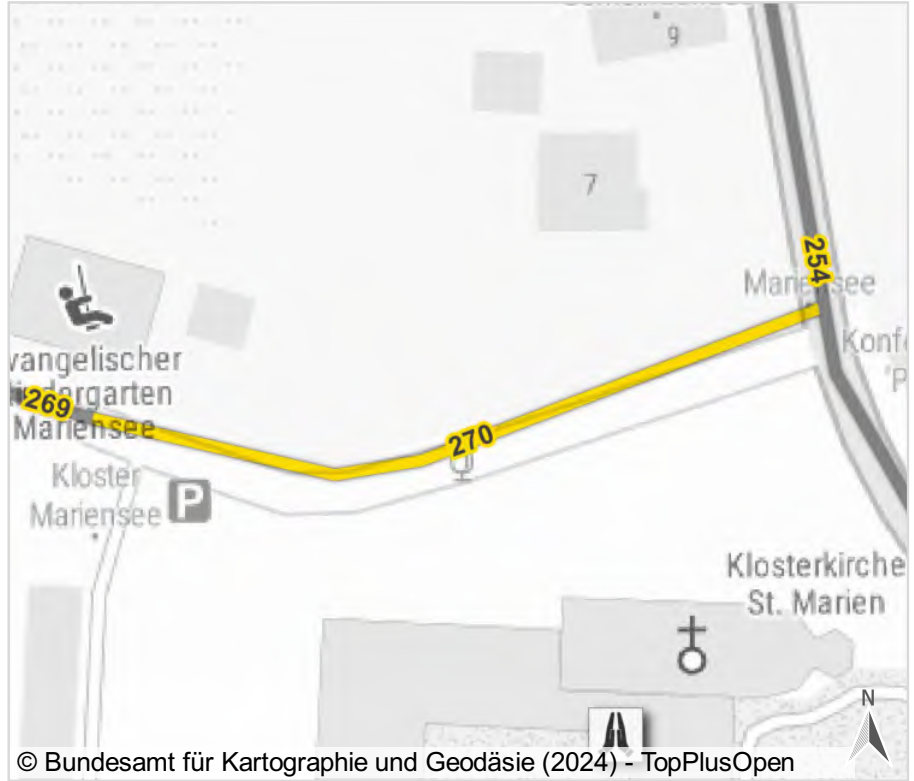 9
7
254
Mariensee
Konf
"P
vangelischer
269
Mariensee
270
Kloster
Mariensee
P
Klosterkirche
St. Marien
N
© Bundesamt für Kartographie und Geodäsie (2024) - TopPlusOpen